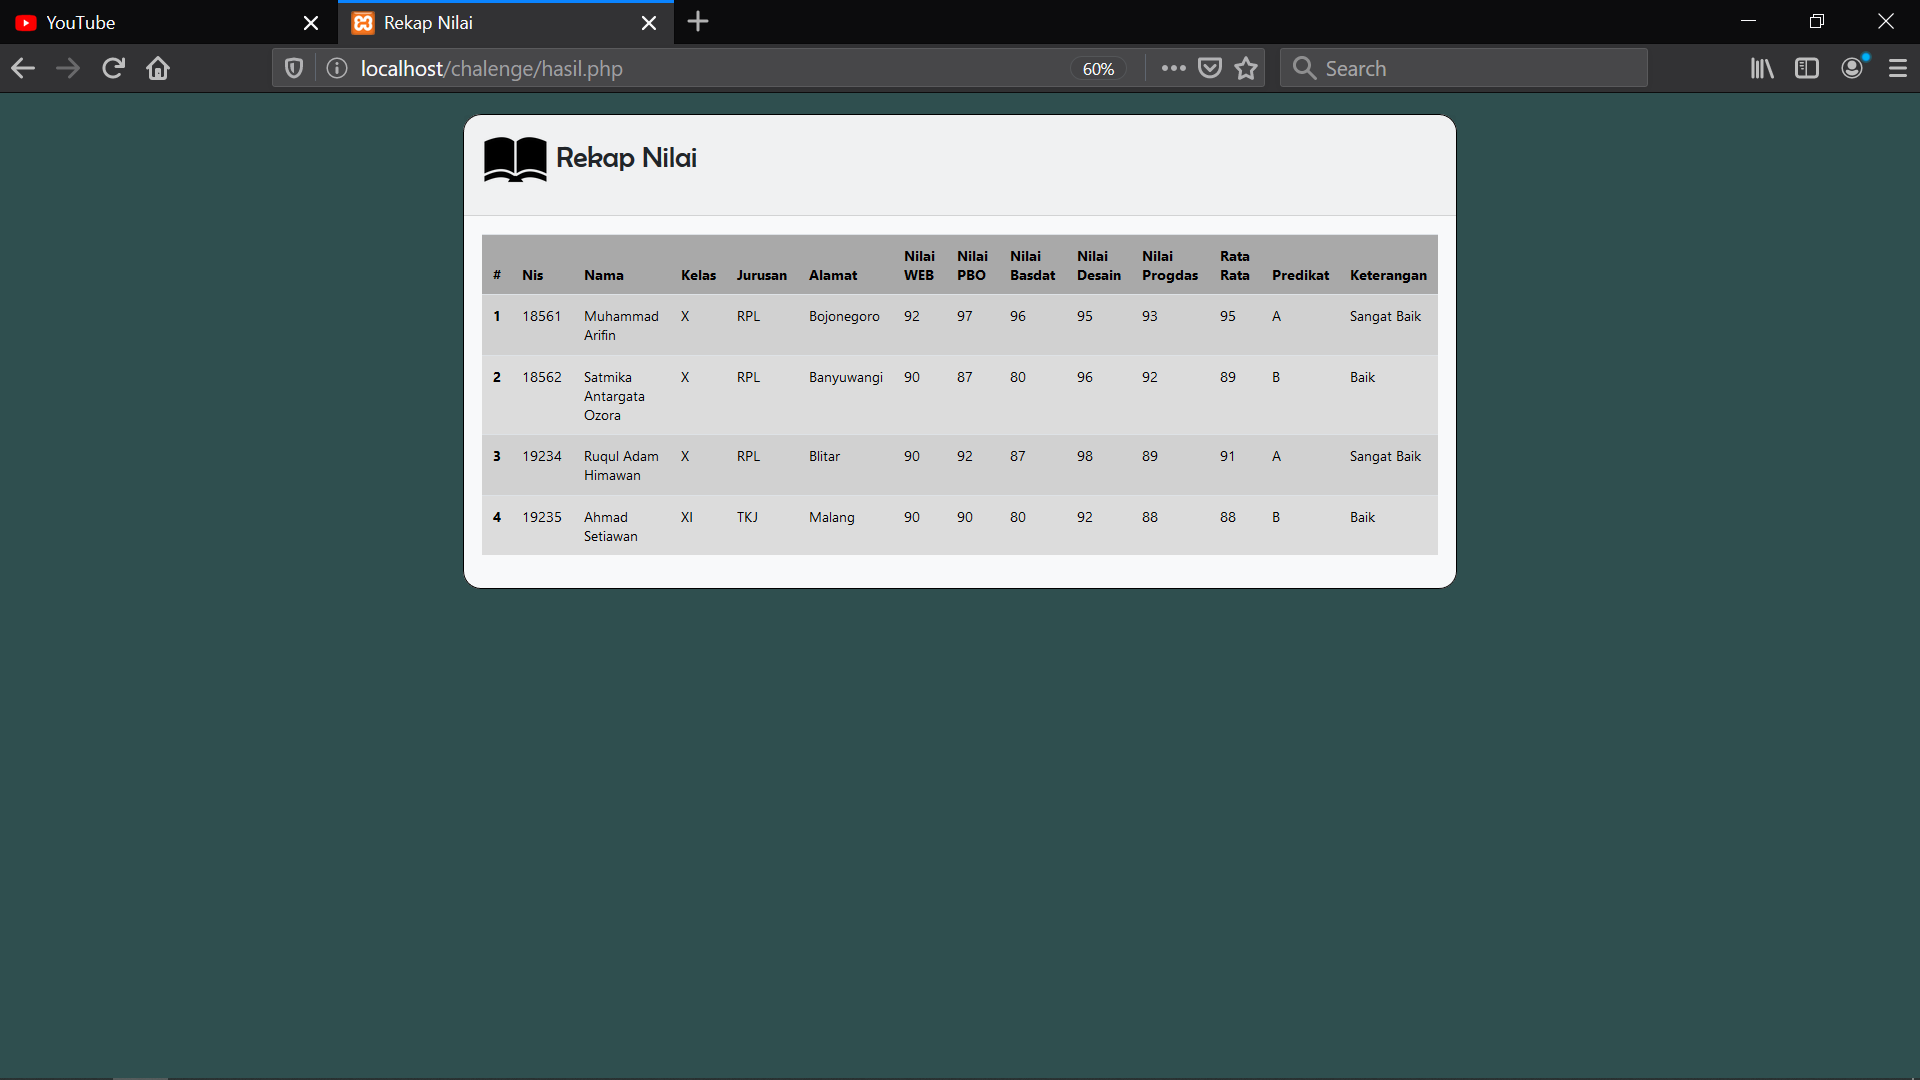 YouTube
Rekap Nilai
localhost/chalenge/hasil.php
60%
Search
Rekap Nilai
# Nis Nama Kelas Jurusan Alamat Nilai WEB Nilai PBO Nilai Basdat Nilai Desain Nilai Progdas Rata Rata Predikat Keterangan
1 18561 Muhammad Arifin X RPL Bojonegoro 92 97 96 95 93 95 A Sangat Baik
2 18562 Satmika Antargata Ozora X RPL Banyuwangi 90 87 80 96 92 89 B Baik
3 19234 Ruqul Adam Himawan X RPL Blitar 90 92 87 98 89 91 A Sangat Baik
4 19235 Ahmad Setiawan XI TKJ Malang 90 90 80 92 88 88 B Baik